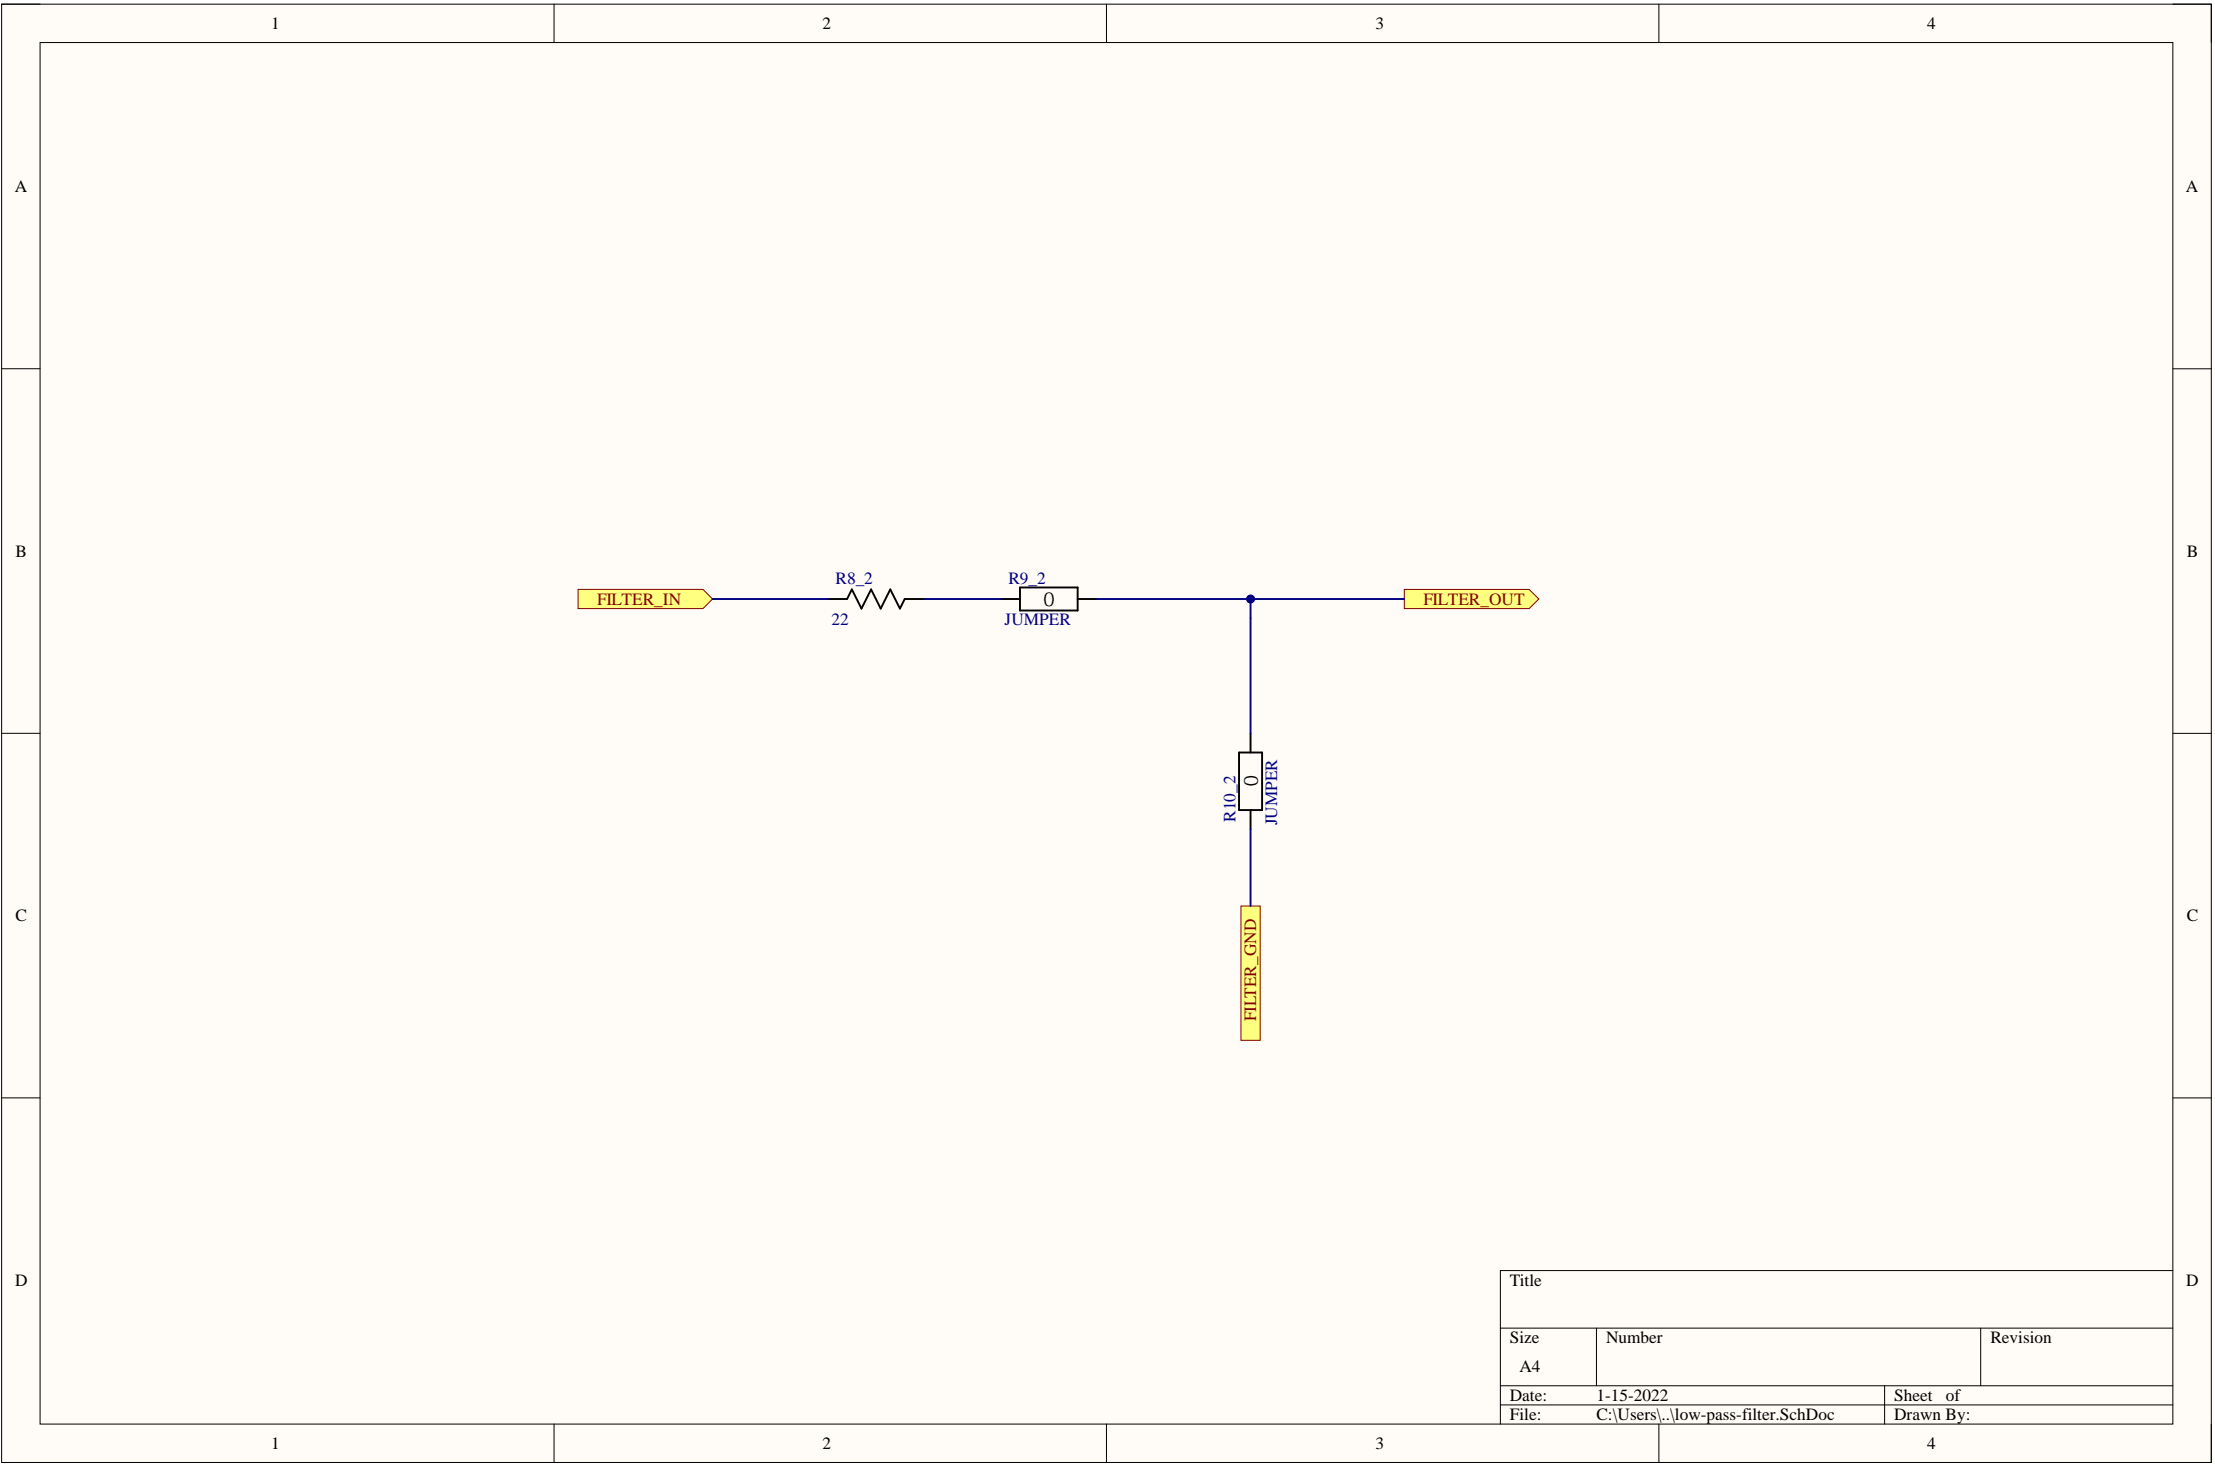 1 2 3 4
A A
B B
R8_2 R9_2
FILTER_IN 0 FILTER_OUT
22 JUMPER
R10_2 0 JUMPER
C C
FILTER_GND
D D
Title
Size Number Revision
A4
Date: 1-15-2022 Sheet of
File: C:\Users\..\low-pass-filter.SchDoc Drawn By:
1 2 3 4